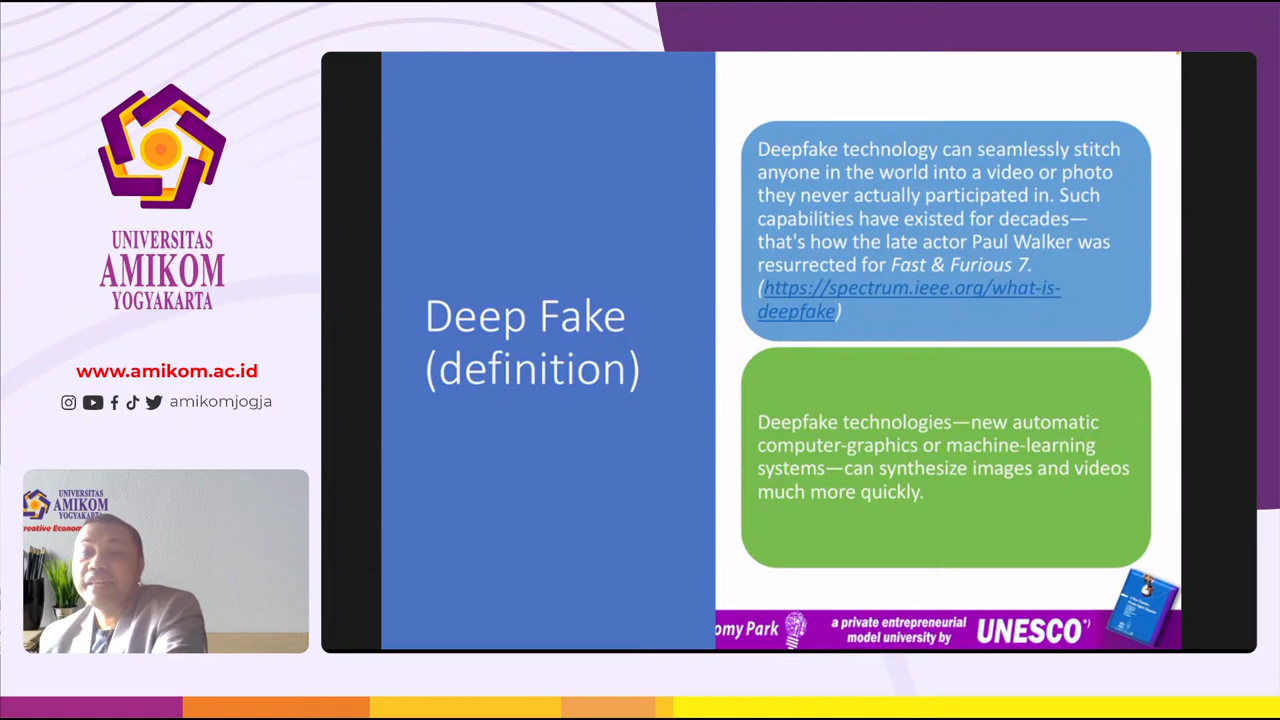 UNIVERSITAS
AMIKOM
YOGYAKARTA
www.amikom.ac.id
amikomjogja
UNIVERSITAS
AMIKOM
YOGYAKARTA
reative Econom
Deep Fake
(definition)
Deepfake technology can seamlessly stitch
anyone in the world into a video or photo
they never actually participated in. Such
capabilities have existed for decades—
that's how the late actor Paul Walker was
resurrected for Fast & Furious 7.
(https://spectrum.ieee.org/what-is-
deepfake)
Deepfake technologies—new automatic
computer-graphics or machine-learning
systems—can synthesize images and videos
much more quickly.
omy Park
a private entrepreneurial
model university by
UNESCO*)